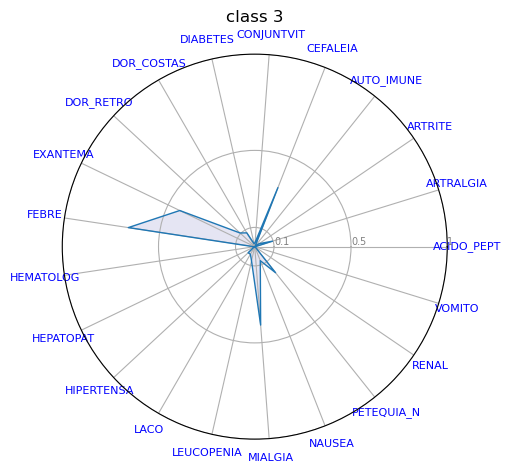 class 3
CONJUNTVIT
DIABETES
CEFALEIA
DOR_COSTAS
AUTO_IMUNE
DOR_RETRO
ARTRITE
EXANTEMA
ARTRALGIA
FEBRE
0.1
0.5
1
ACIDO_PEPT
HEMATOLOG
VOMITO
HEPATOPAT
RENAL
HIPERTENSA
PETEQUIA_N
LACO
NAUSEA
LEUCOPENIA
MIALGIA